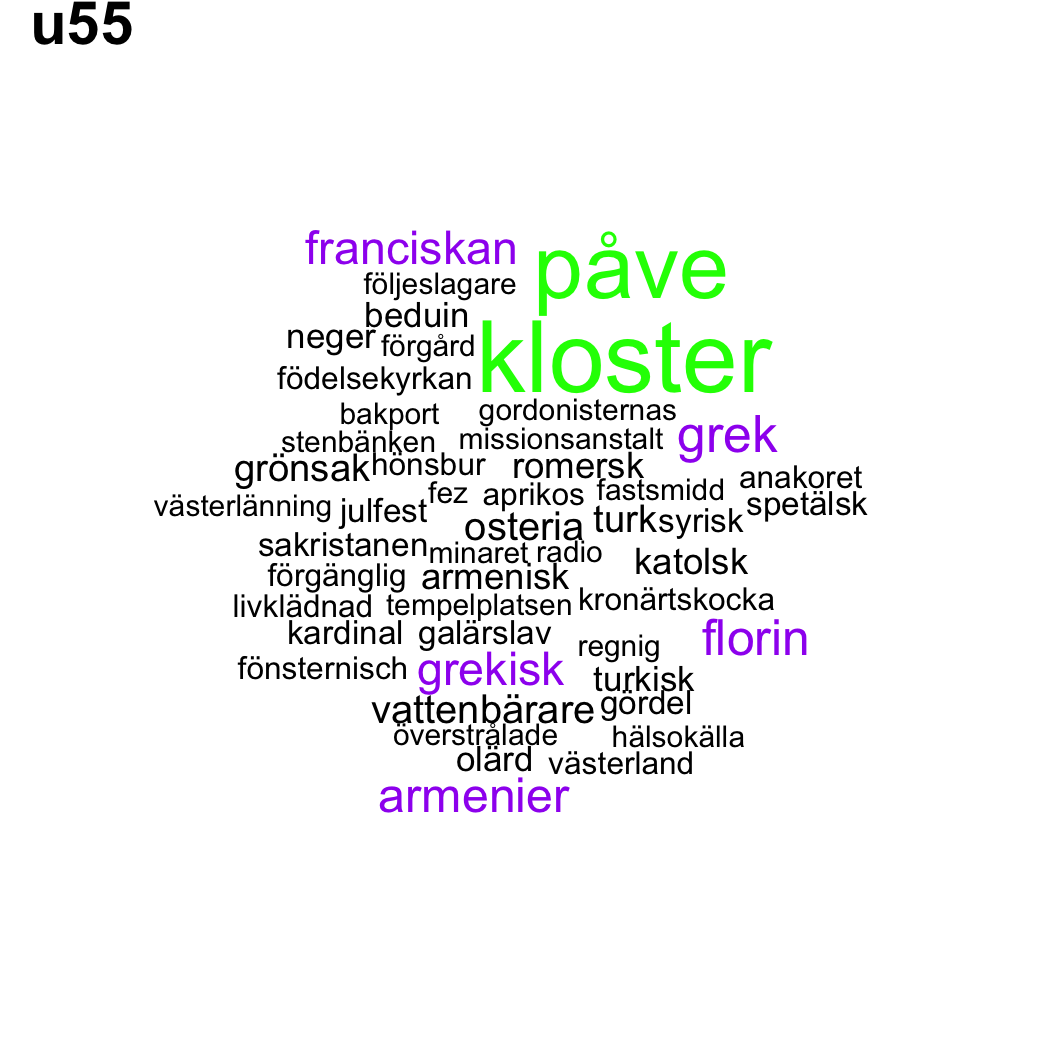 u55
franciskan påve
följeslagare
beduin
neger förgård kloster
födelsekyrkan
bakport gordonisternas
stenbänken missionsanstalt grek
grönsak hönsbur romersk anakoret
västerlänning julfest fez aprikos fastsmidd spetälsk
osteria turk syrisk
sakristanen minaret radio katolsk
förgänglig armenisk
livklädnad tempelplatsen kronärtskocka
kardinal galärslav regnig florin
fönsternisch grekisk turkisk
vattenbärare gördel
överstrålade hälsokälla
olärd västerland
armenier